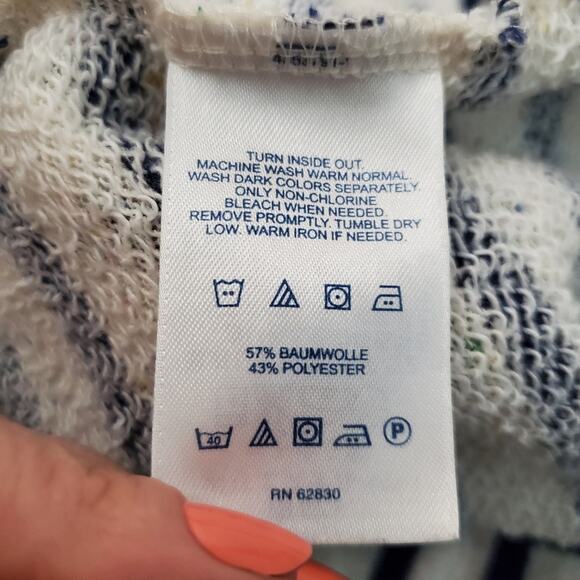 TURN INSIDE OUT.
MACHINE WASH WARM NORMAL.
WASH DARK COLORS SEPARATELY.
ONLY NON-CHLORINE
BLEACH WHEN NEEDED.
REMOVE PROMPTLY. TUMBLE DRY
LOW. WARM IRON IF NEEDED.
57% BAUMWOLLE
43% POLYESTER
40
P
RN 62830